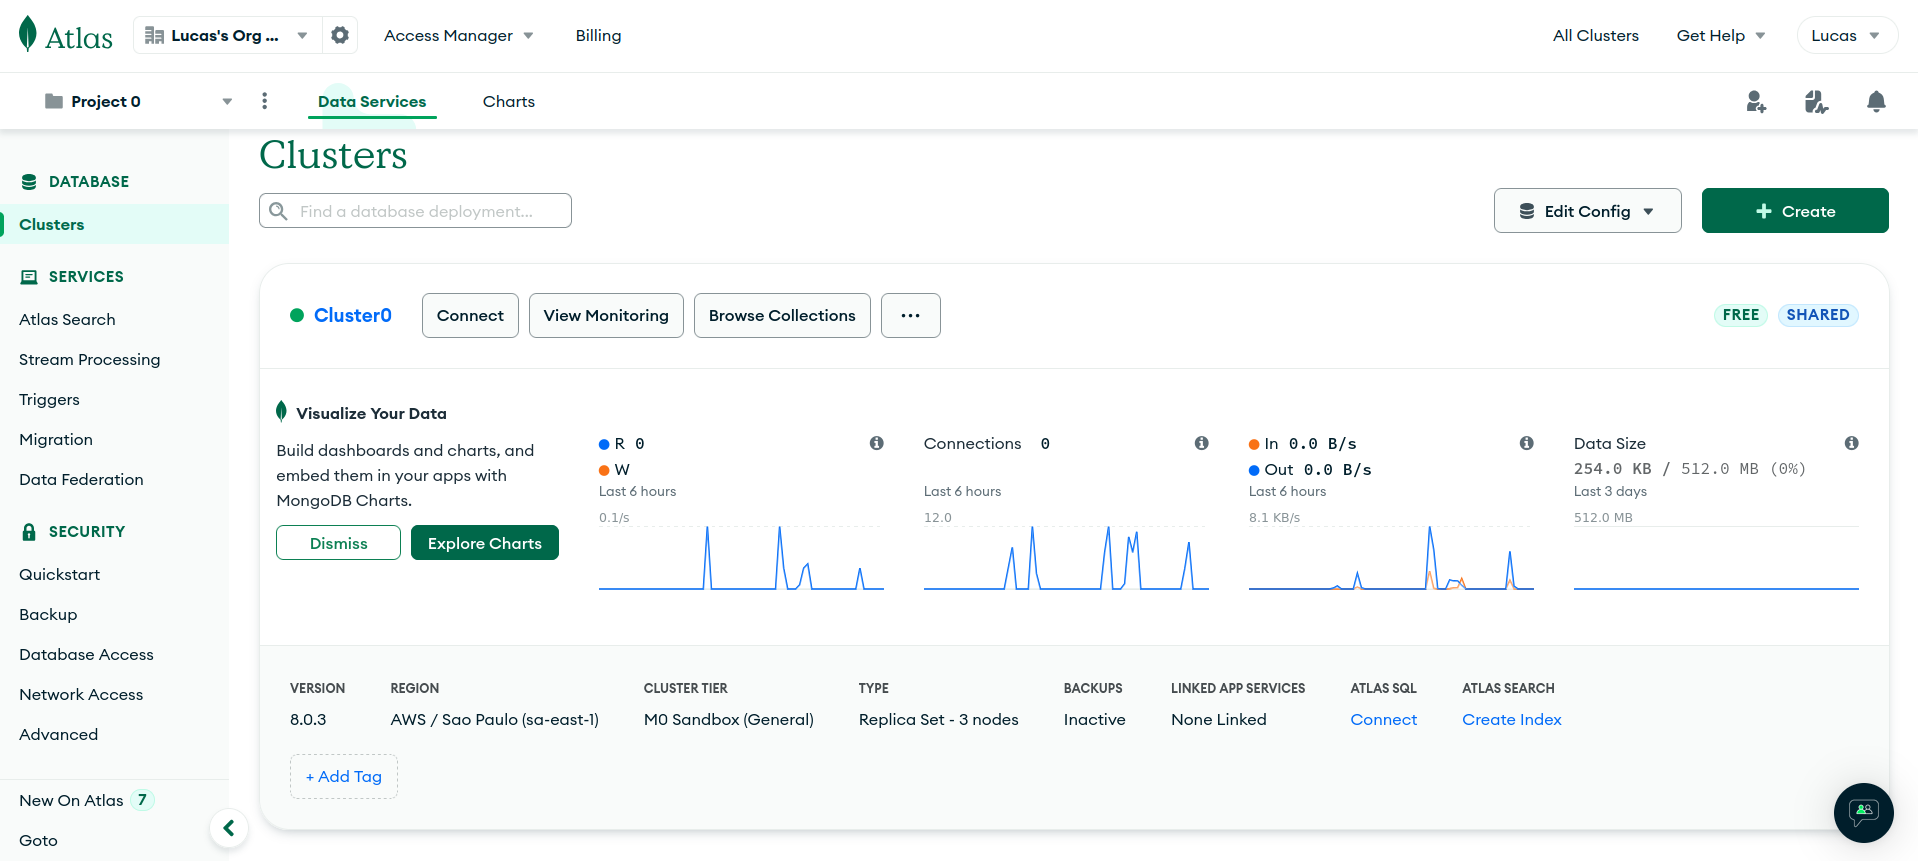 Atlas
Lucas's Org ...
Access Manager
Billing
All Clusters
Get Help
Lucas
Project 0
Data Services
Charts
DATABASE
Clusters
SERVICES
Atlas Search
Stream Processing
Triggers
Migration
Data Federation
SECURITY
Quickstart
Backup
Database Access
Network Access
Advanced
New On Atlas 7
Goto
Clusters
Find a database deployment...
Edit Config
+ Create
Cluster0
Connect
View Monitoring
Browse Collections
...
FREE
SHARED
Visualize Your Data
Build dashboards and charts, and
embed them in your apps with
MongoDB Charts.
Dismiss
Explore Charts
R 0
W
Last 6 hours
0.1/s
Connections 0
Last 6 hours
12.0
In 0.0 B/s
Out 0.0 B/s
Last 6 hours
8.1 KB/s
Data Size
254.0 KB / 512.0 MB (0%)
Last 3 days
512.0 MB
VERSION
8.0.3
REGION
AWS / Sao Paulo (sa-east-1)
CLUSTER TIER
M0 Sandbox (General)
TYPE
Replica Set - 3 nodes
BACKUPS
Inactive
LINKED APP SERVICES
None Linked
ATLAS SQL
Connect
ATLAS SEARCH
Create Index
+ Add Tag